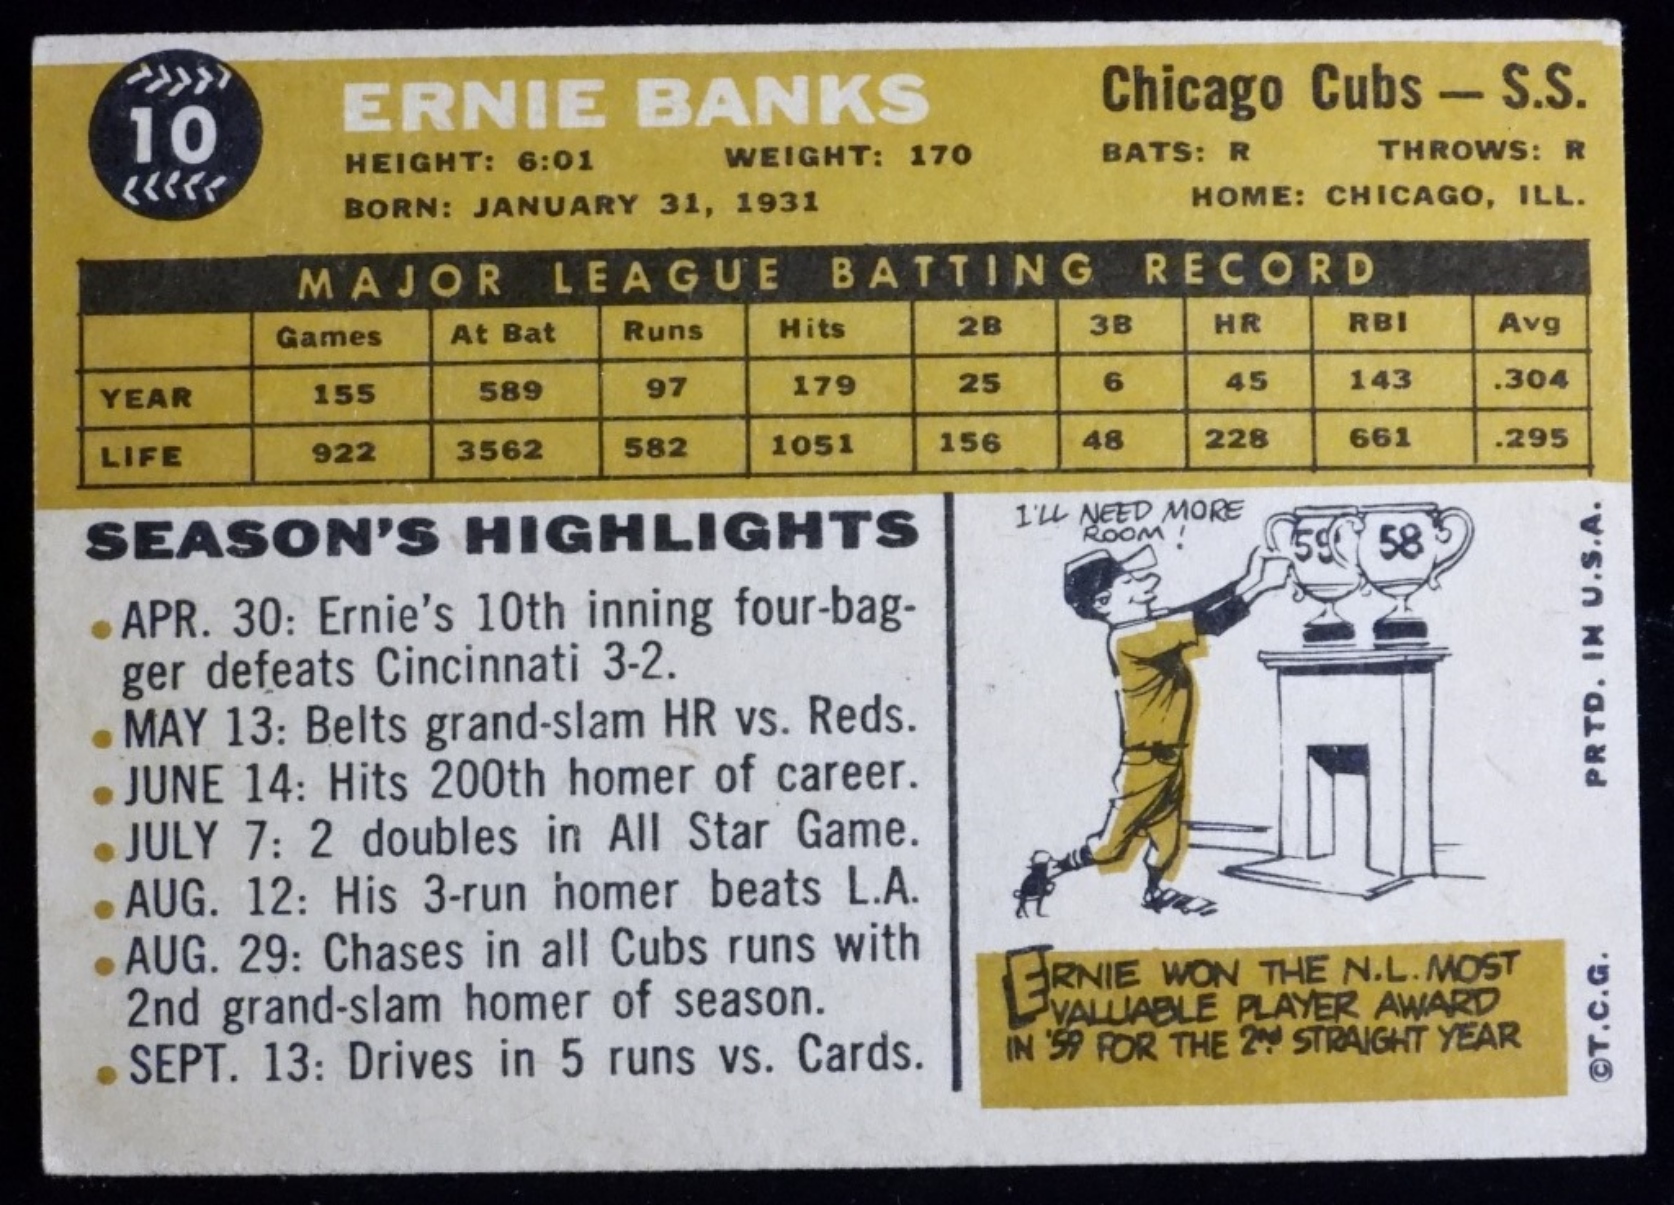 10
ERNIE BANKS
Chicago Cubs — S.S.
HEIGHT: 6:01 WEIGHT: 170
BATS: R THROWS: R
BORN: JANUARY 31, 1931
HOME: CHICAGO, ILL.
MAJOR LEAGUE BATTING RECORD
Games At Bat Runs Hits 2B 3B HR RBI Avg
YEAR 155 589 97 179 25 6 45 143 .304
LIFE 922 3562 582 1051 156 48 228 661 .295
SEASON'S HIGHLIGHTS
• APR. 30: Ernie's 10th inning four-bag-
ger defeats Cincinnati 3-2.
• MAY 13: Belts grand-slam HR vs. Reds.
• JUNE 14: Hits 200th homer of career.
• JULY 7: 2 doubles in All Star Game.
• AUG. 12: His 3-run homer beats L.A.
• AUG. 29: Chases in all Cubs runs with
2nd grand-slam homer of season.
• SEPT. 13: Drives in 5 runs vs. Cards.
I'LL NEED MORE
ROOM!
59 58
ERNIE WON THE N.L. MOST
VALUABLE PLAYER AWARD
IN '59 FOR THE 2ND STRAIGHT YEAR
©T.C.G. PRTD. IN U.S.A.